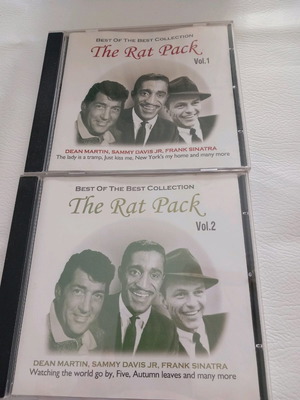 BEST OF THE BEST COLLECTION
The Rat Pack
Vol.1
DEAN MARTIN, SAMMY DAVIS JR, FRANK SINATRA
The lady is a tramp, Just kiss me, New York's my home and many more
BEST OF THE BEST COLLECTION
The Rat Pack
Vol.2
DEAN MARTIN, SAMMY DAVIS JR, FRANK SINATRA
Watching the world go by, Five, Autumn leaves and many more